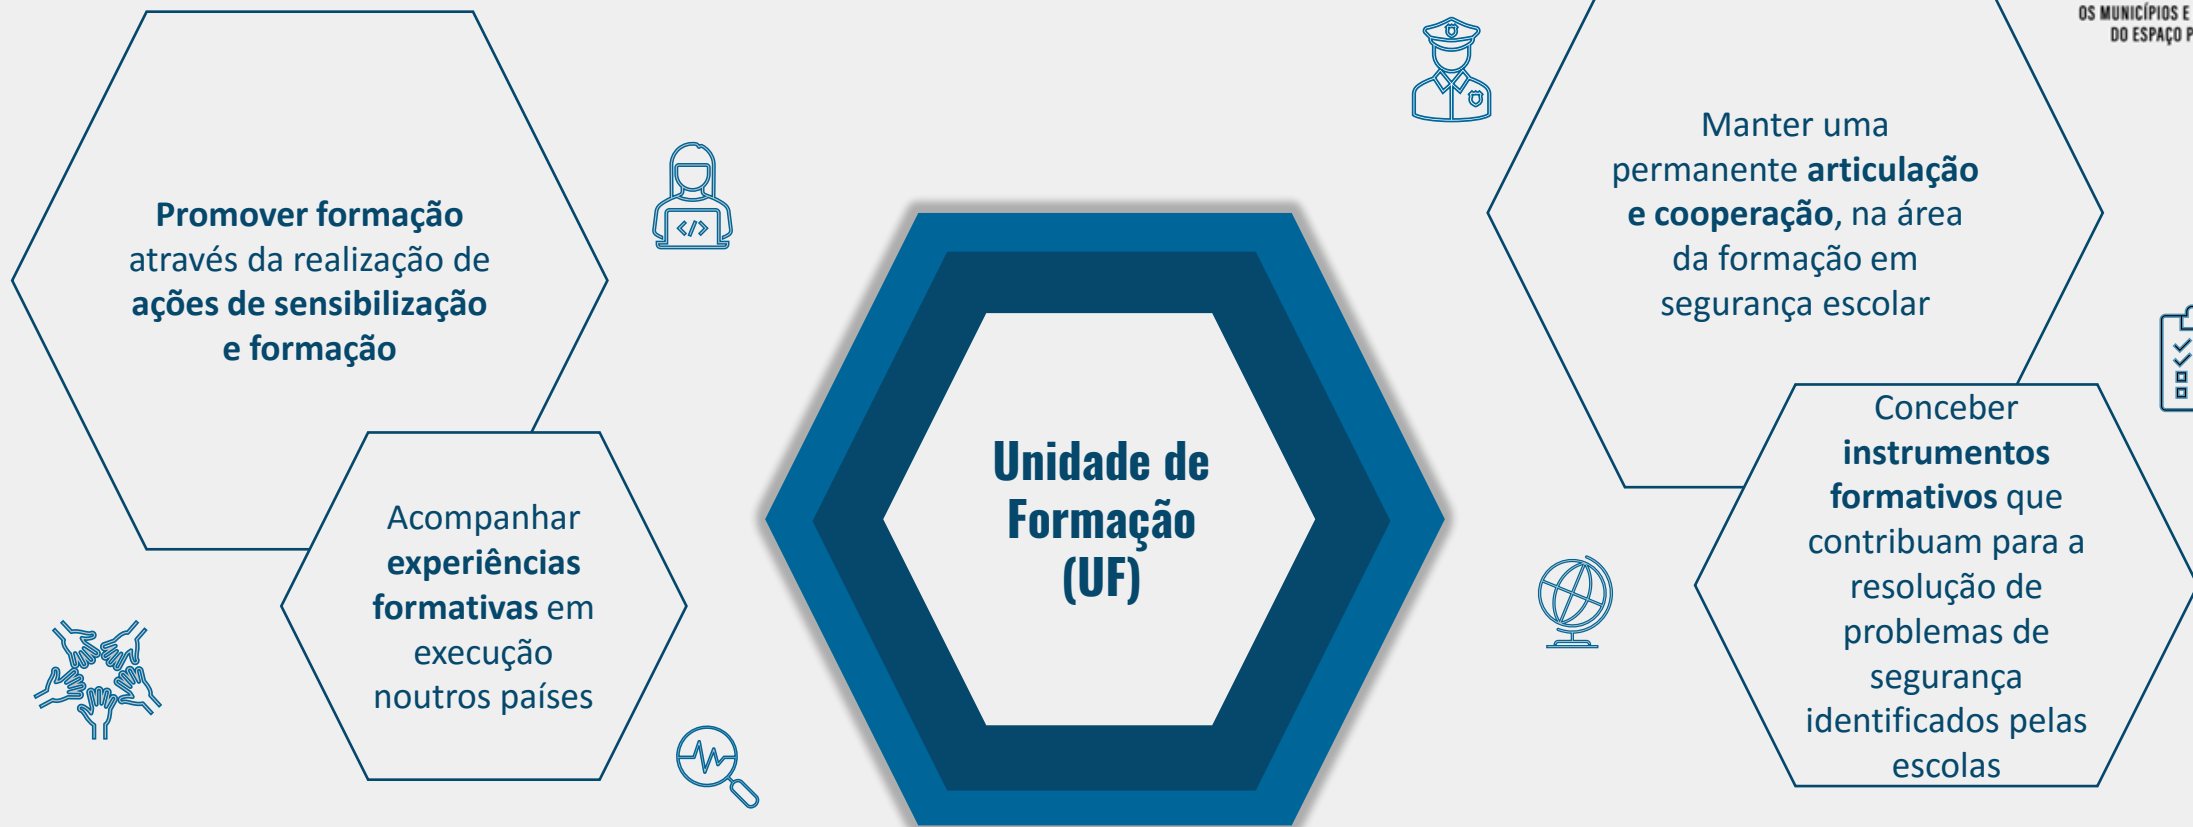 OS MUNICÍPIOS E
DO ESPAÇO P
Promover formação
através da realização de
ações de sensibilização
e formação
Acompanhar
experiências
formativas em
execução
noutros países
Unidade de
Formação
(UF)
Manter uma
permanente articulação
e cooperação, na área
da formação em
segurança escolar
Conceber
instrumentos
formativos que
contribuam para a
resolução de
problemas de
segurança
identificados pelas
escolas